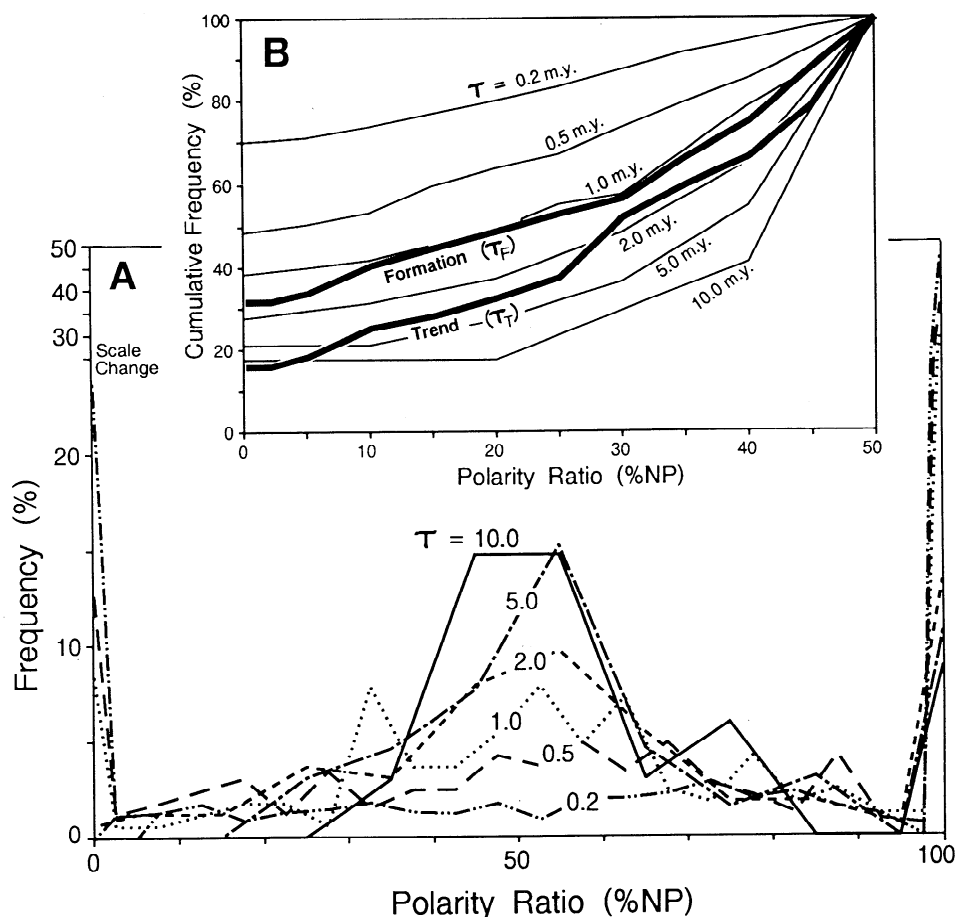 B
Cumulative Frequency (%)
100
80
60
40
20
0
τ = 0.2 m.y.
0.5 m.y.
1.0 m.y.
Formation (τF)
2.0 m.y.
Trend – (τT)
5.0 m.y.
10.0 m.y.
0 10 20 30 40 50
Polarity Ratio (%NP)
A
Frequency (%)
50
40
30
Scale
Change
20
10
0
τ = 10.0
5.0
2.0
1.0
0.5
0.2
0 50 100
Polarity Ratio (%NP)